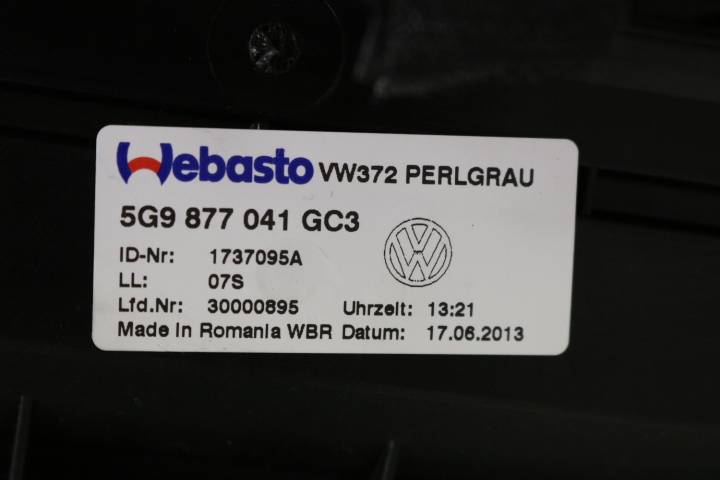 Webasto VW372 PERLGRAU
5G9 877 041 GC3
ID-Nr: 1737095A
LL: 07S
Lfd.Nr: 30000895 Uhrzeit: 13:21
Made in Romania WBR Datum: 17.06.2013